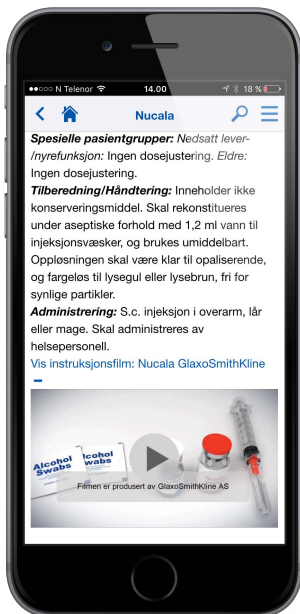 N Telenor 14.00 18 %
Nucala
Spesielle pasientgrupper: Nedsatt lever-
/nyrefunksjon: Ingen dosejustering. Eldre:
Ingen dosejustering.
Tilberedning/Håndtering: Inneholder ikke
konserveringsmiddel. Skal rekonstitueres
under aseptiske forhold med 1,2 ml vann til
injeksjonsvæsker, og brukes umiddelbart.
Oppløsningen skal være klar til opaliserende,
og fargeløs til lysegul eller lysebrun, fri for
synlige partikler.
Administrering: S.c. injeksjon i overarm, lår
eller mage. Skal administreres av
helsepersonell.
Vis instruksjonsfilm: Nucala GlaxoSmithKline
Alcohol
Swabs
Alcohol
Swabs
Filmen er produsert av GlaxoSmithKline AS